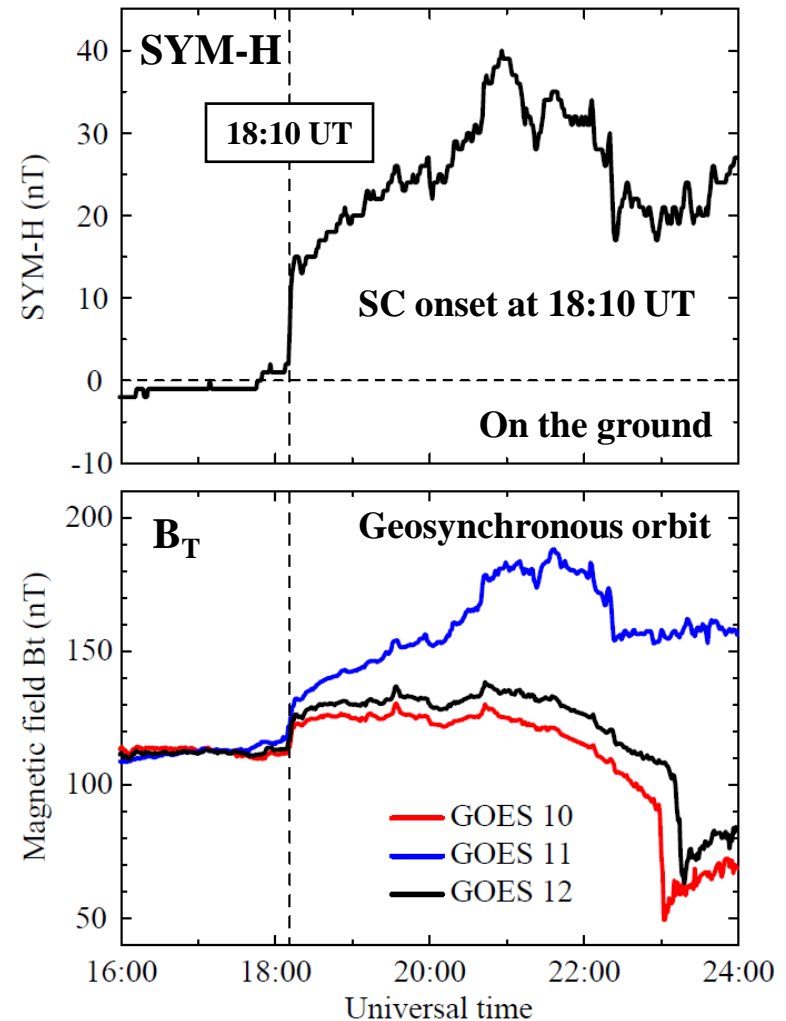 SYM-H
18:10 UT
SC onset at 18:10 UT
On the ground
SYM-H (nT)
40
30
20
10
0
-10
B_T
Geosynchronous orbit
Magnetic field Bt (nT)
200
150
100
50
GOES 10
GOES 11
GOES 12
16:00 18:00 20:00 22:00 24:00
Universal time